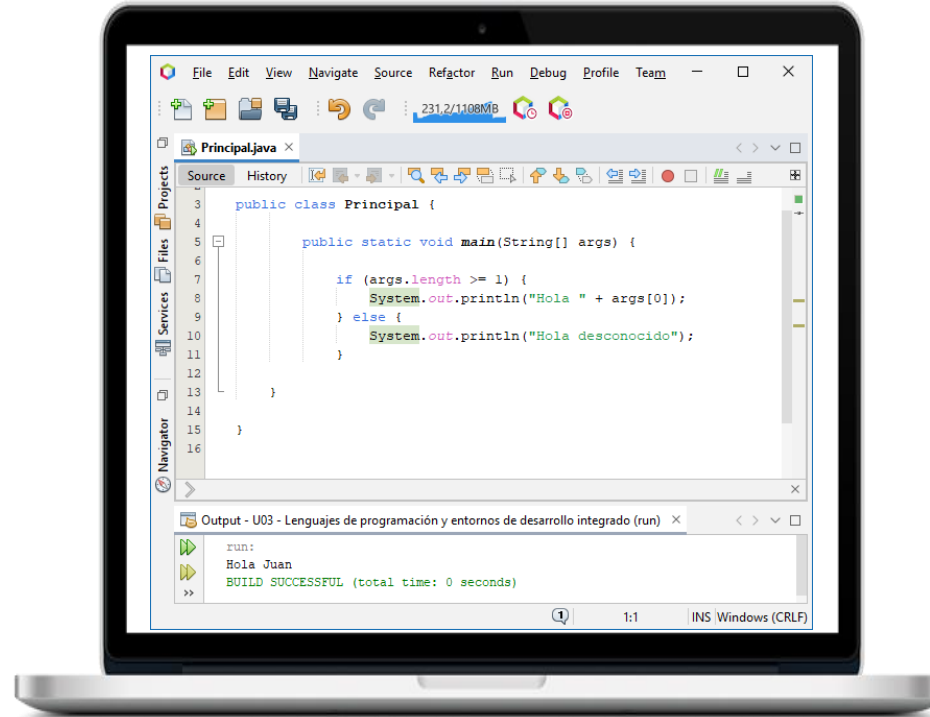 File Edit View Navigate Source Refactor Run Debug Profile Team
231.2/1108MB
Principal.java
Projects
Files
Services
Navigator
Source History
3 public class Principal {
4
5 public static void main(String[] args) {
6
7 if (args.length >= 1) {
8 System.out.println("Hola " + args[0]);
9 } else {
10 System.out.println("Hola desconocido");
11 }
12
13 }
14
15 }
16
Output - U03 - Lenguajes de programación y entornos de desarrollo integrado (run)
run:
Hola Juan
BUILD SUCCESSFUL (total time: 0 seconds)
1 1:1 INS Windows (CRLF)